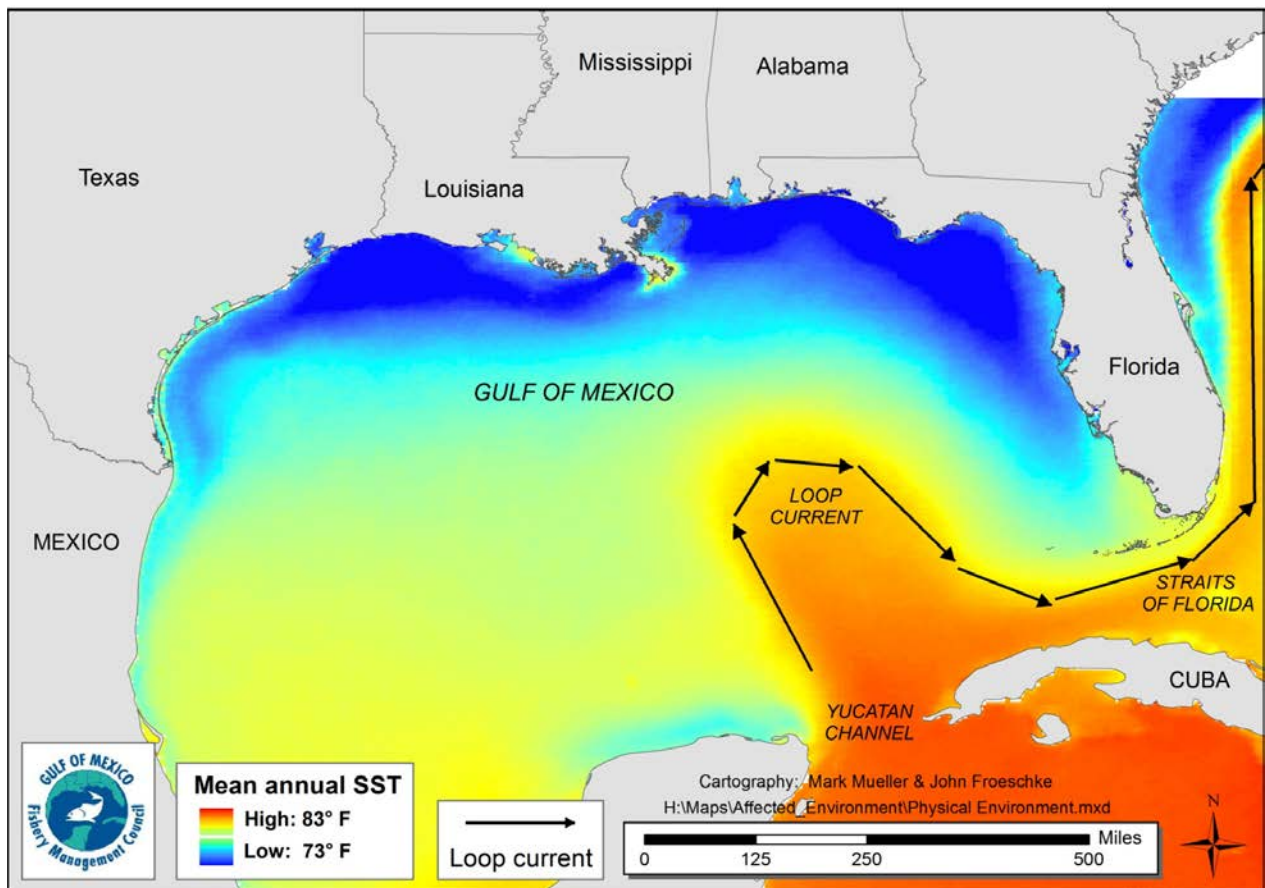 Mississippi
Alabama
Texas
Louisiana
Florida
GULF OF MEXICO
LOOP
CURRENT
MEXICO
STRAITS
OF FLORIDA
CUBA
YUCATAN
CHANNEL
GULF OF MEXICO
Fishery Management Council
Mean annual SST
High: 83° F
Low: 73° F
Loop current
Cartography: Mark Mueller & John Froeschke
H:\Maps\Affected_Environment\Physical Environment.mxd
Miles
0 125 250 500
N